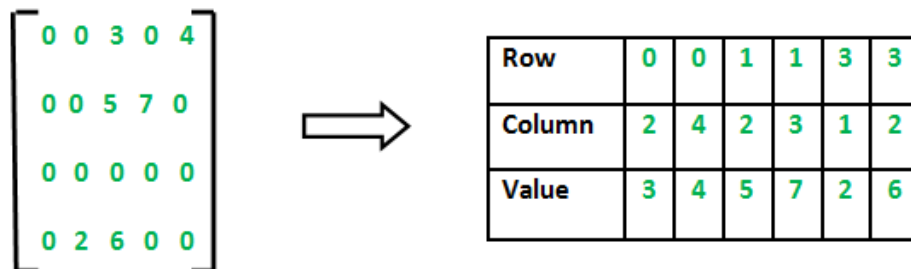 0 0 3 0 4
0 0 5 7 0
0 0 0 0 0
0 2 6 0 0
Row 0 0 1 1 3 3
Column 2 4 2 3 1 2
Value 3 4 5 7 2 6